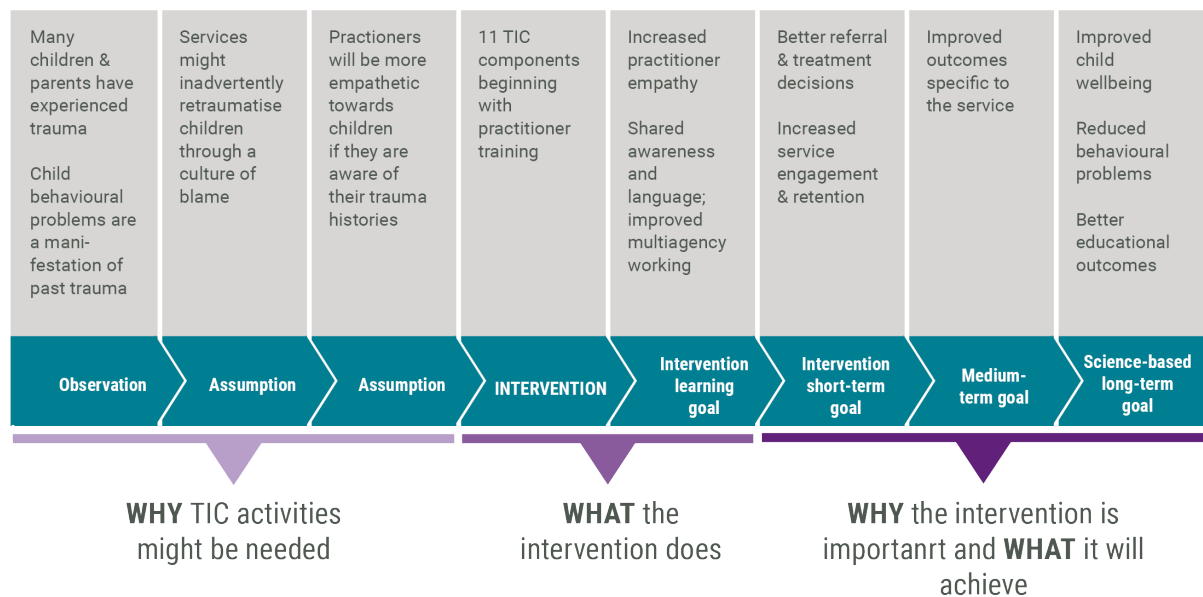 Many
children &
parents have
experienced
trauma
Child
behavioural
problems are
a mani-
festation of
past trauma
Services
might
inadvertently
retraumatise
children
through a
culture of
blame
Practioners
will be more
empathetic
towards
children
if they are
aware of
their trauma
histories
11 TIC
components
beginning
with
practitioner
training
Increased
practitioner
empathy
Shared
awareness
and
language;
improved
multiagency
working
Better referral
& treatment
decisions
Increased
service
engagement
& retention
Improved
outcomes
specific to
the service
Improved
child
wellbeing
Reduced
behavioural
problems
Better
educational
outcomes
Observation
Assumption
Assumption
INTERVENTION
Intervention
learning
goal
Intervention
short-term
goal
Medium-
term goal
Science-based
long-term
goal
WHY TIC activities
might be needed
WHAT the
intervention does
WHY the intervention is
importanrt and WHAT it will
achieve